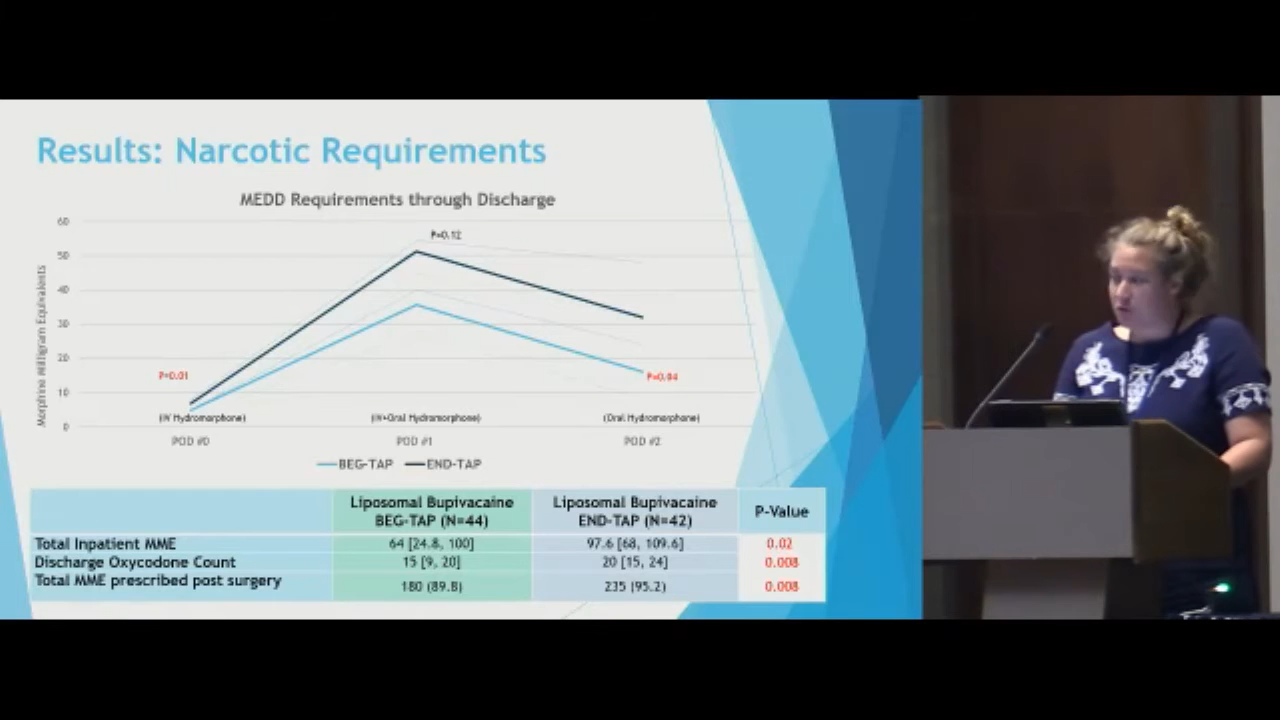 Results: Narcotic Requirements
MEDD Requirements through Discharge
Morphine Milligram Equivalents
60
50
40
30
20
10
0
P=0.01
P=0.12
P=0.04
(IV Hydromorphone)
(IV+Oral Hydromorphone)
(Oral Hydromorphone)
POD #0
POD #1
POD #2
BEG-TAP
END-TAP
Liposomal Bupivacaine
BEG-TAP (N=44)
Liposomal Bupivacaine
END-TAP (N=42)
P-Value
Total Inpatient MME
64 [24.8, 100]
97.6 [68, 109.6]
0.02
Discharge Oxycodone Count
15 [9, 20]
20 [15, 24]
0.008
Total MME prescribed post surgery
180 (89.8)
235 (95.2)
0.008